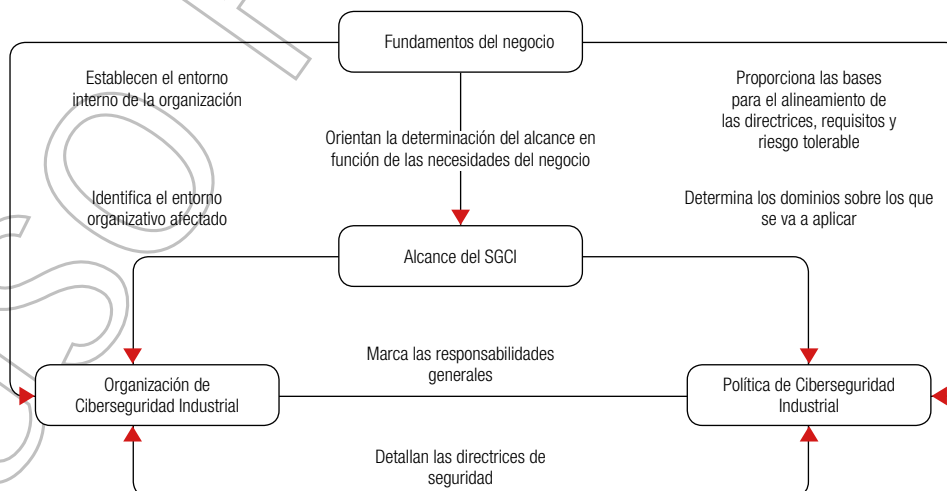 Fundamentos del negocio
Establecen el entorno
interno de la organización
Proporciona las bases
para el alineamiento de
las directrices, requisitos y
riesgo tolerable
Orientan la determinación del alcance en
función de las necesidades del negocio
Identifica el entorno
organizativo afectado
Determina los dominios sobre los que
se va a aplicar
Alcance del SGCI
Marca las responsabilidades
generales
Organización de
Ciberseguridad Industrial
Política de Ciberseguridad
Industrial
Detallan las directrices de
seguridad